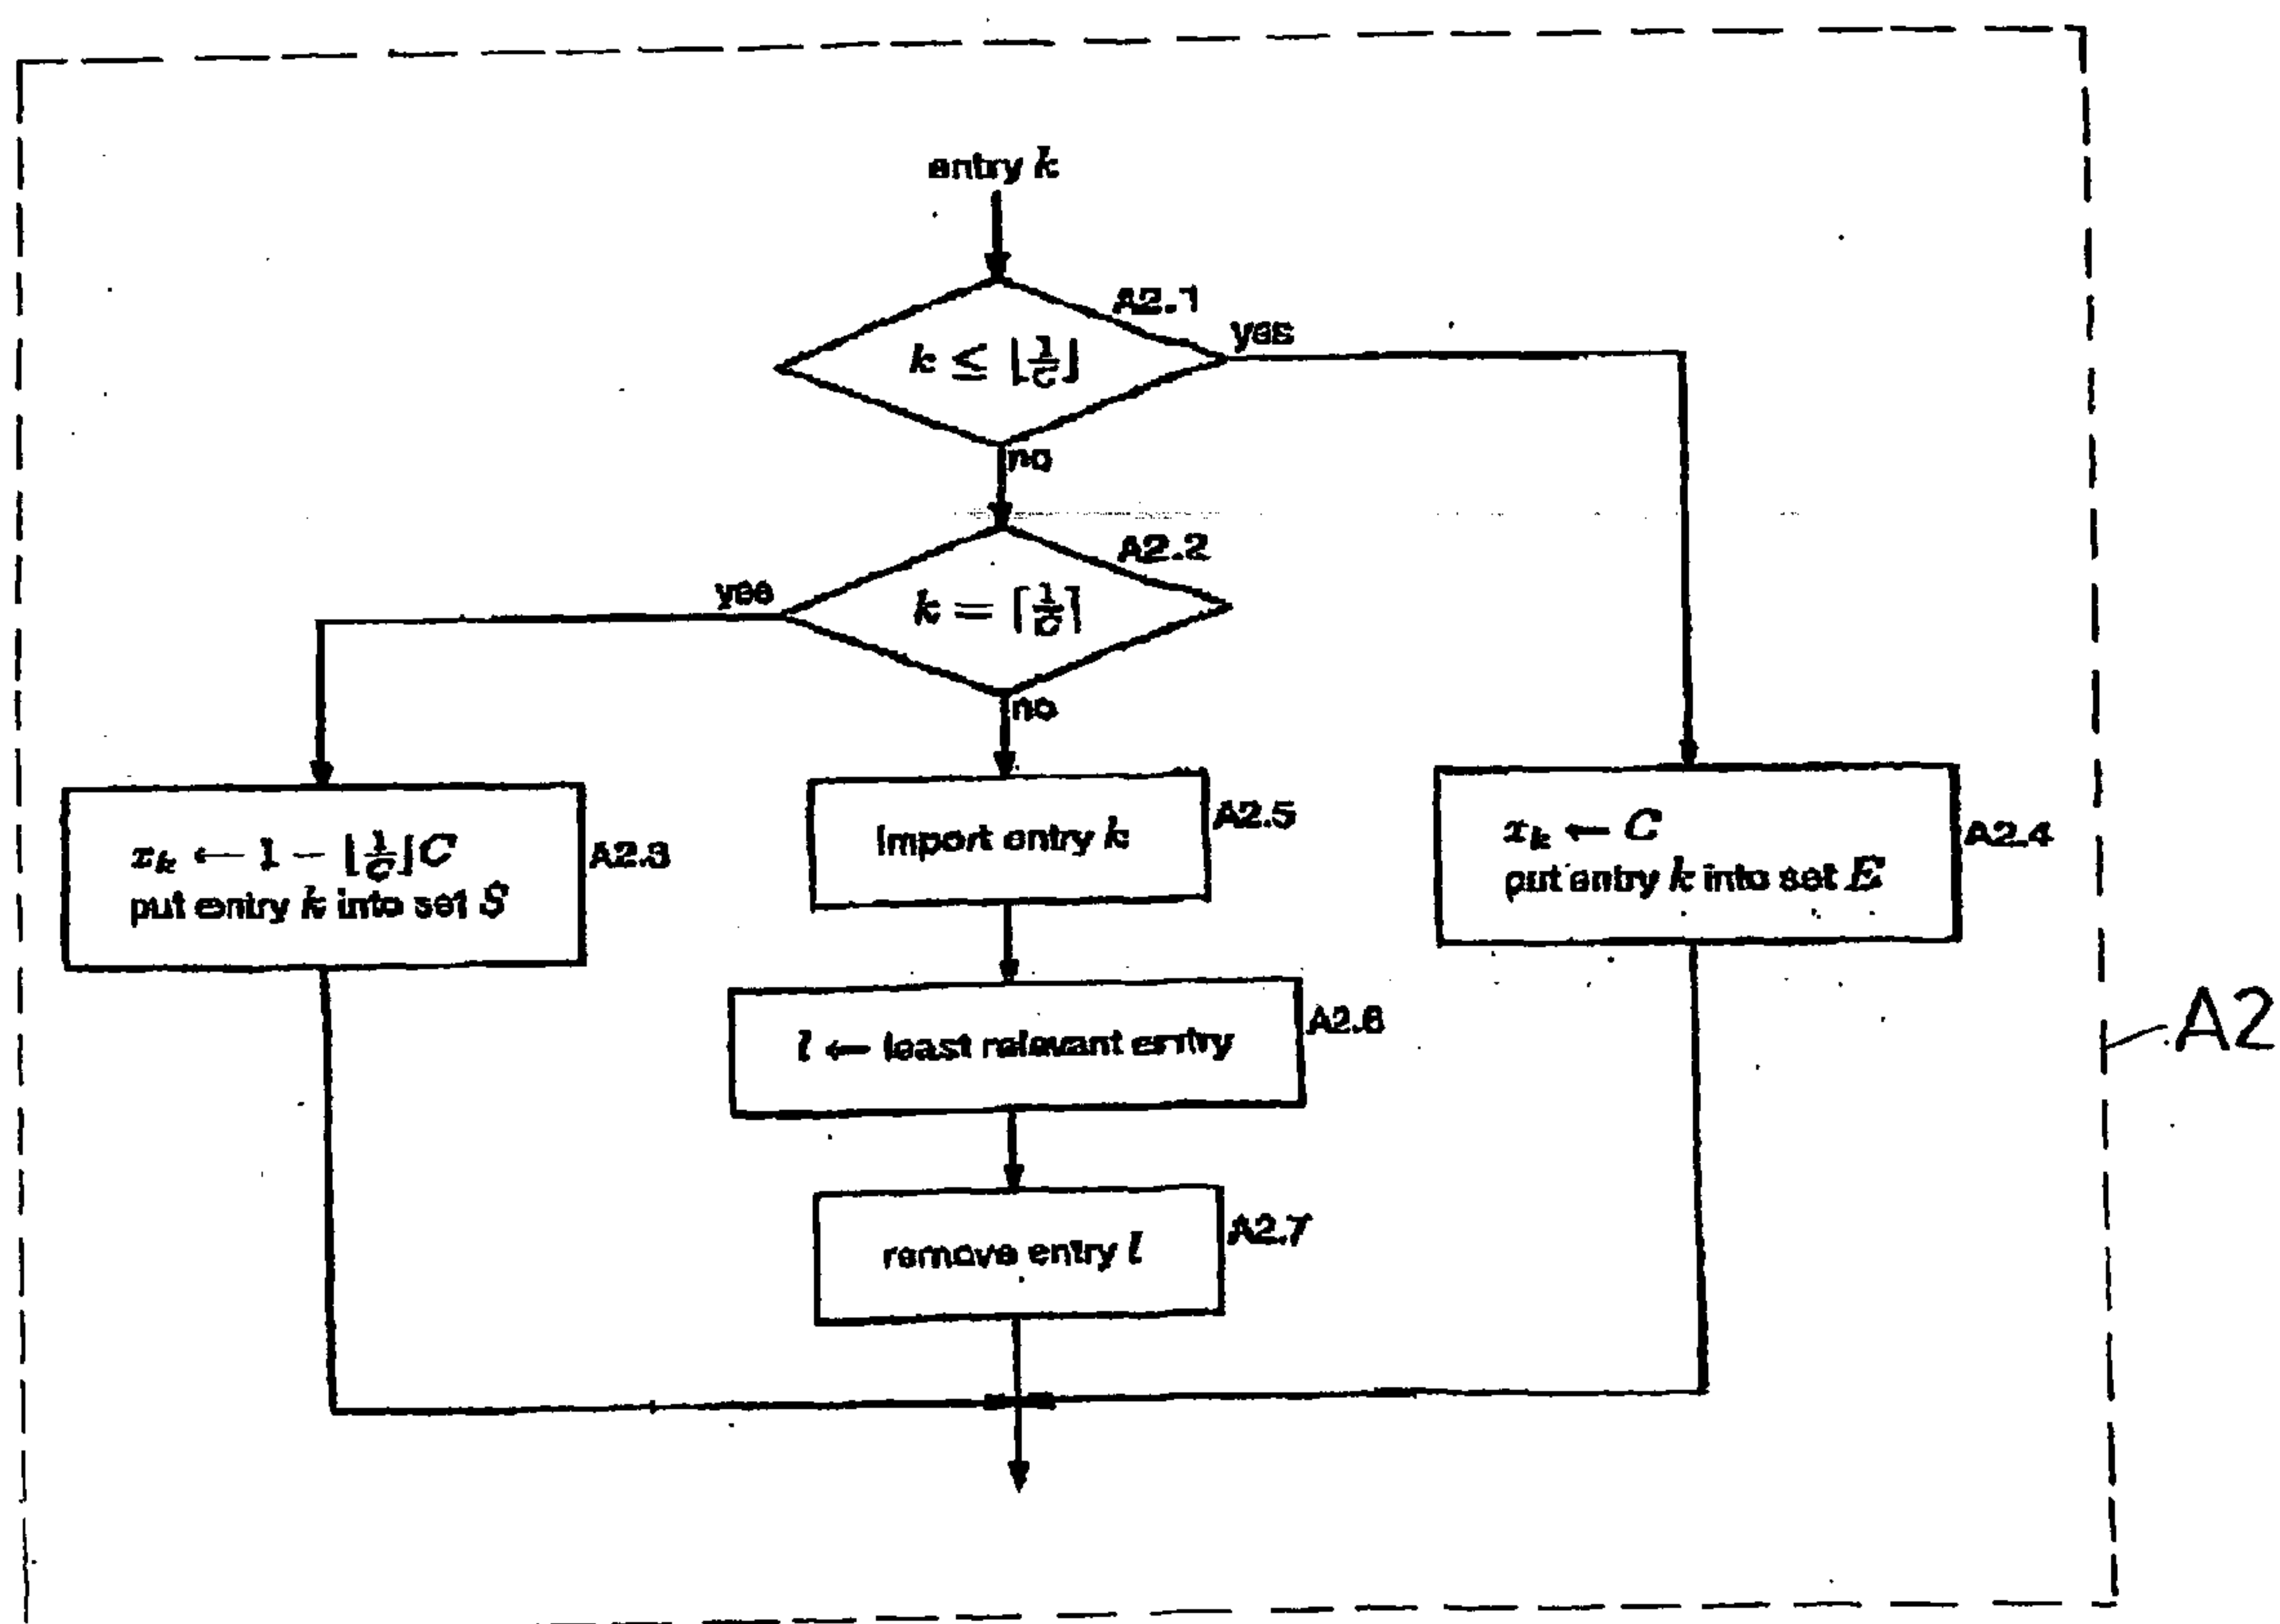 entry k
A2.1
k ≤ ⌊1/C⌋
yes
no
A2.2
k = ⌈1/C⌉
yes
no
x_k ← 1 − ⌊1/C⌋C
put entry k into set S
A2.3
Import entry k
A2.5
x_k ← C
put entry k into set E
A2.4
l ← least relevant entry
A2.6
A2
remove entry l
A2.7